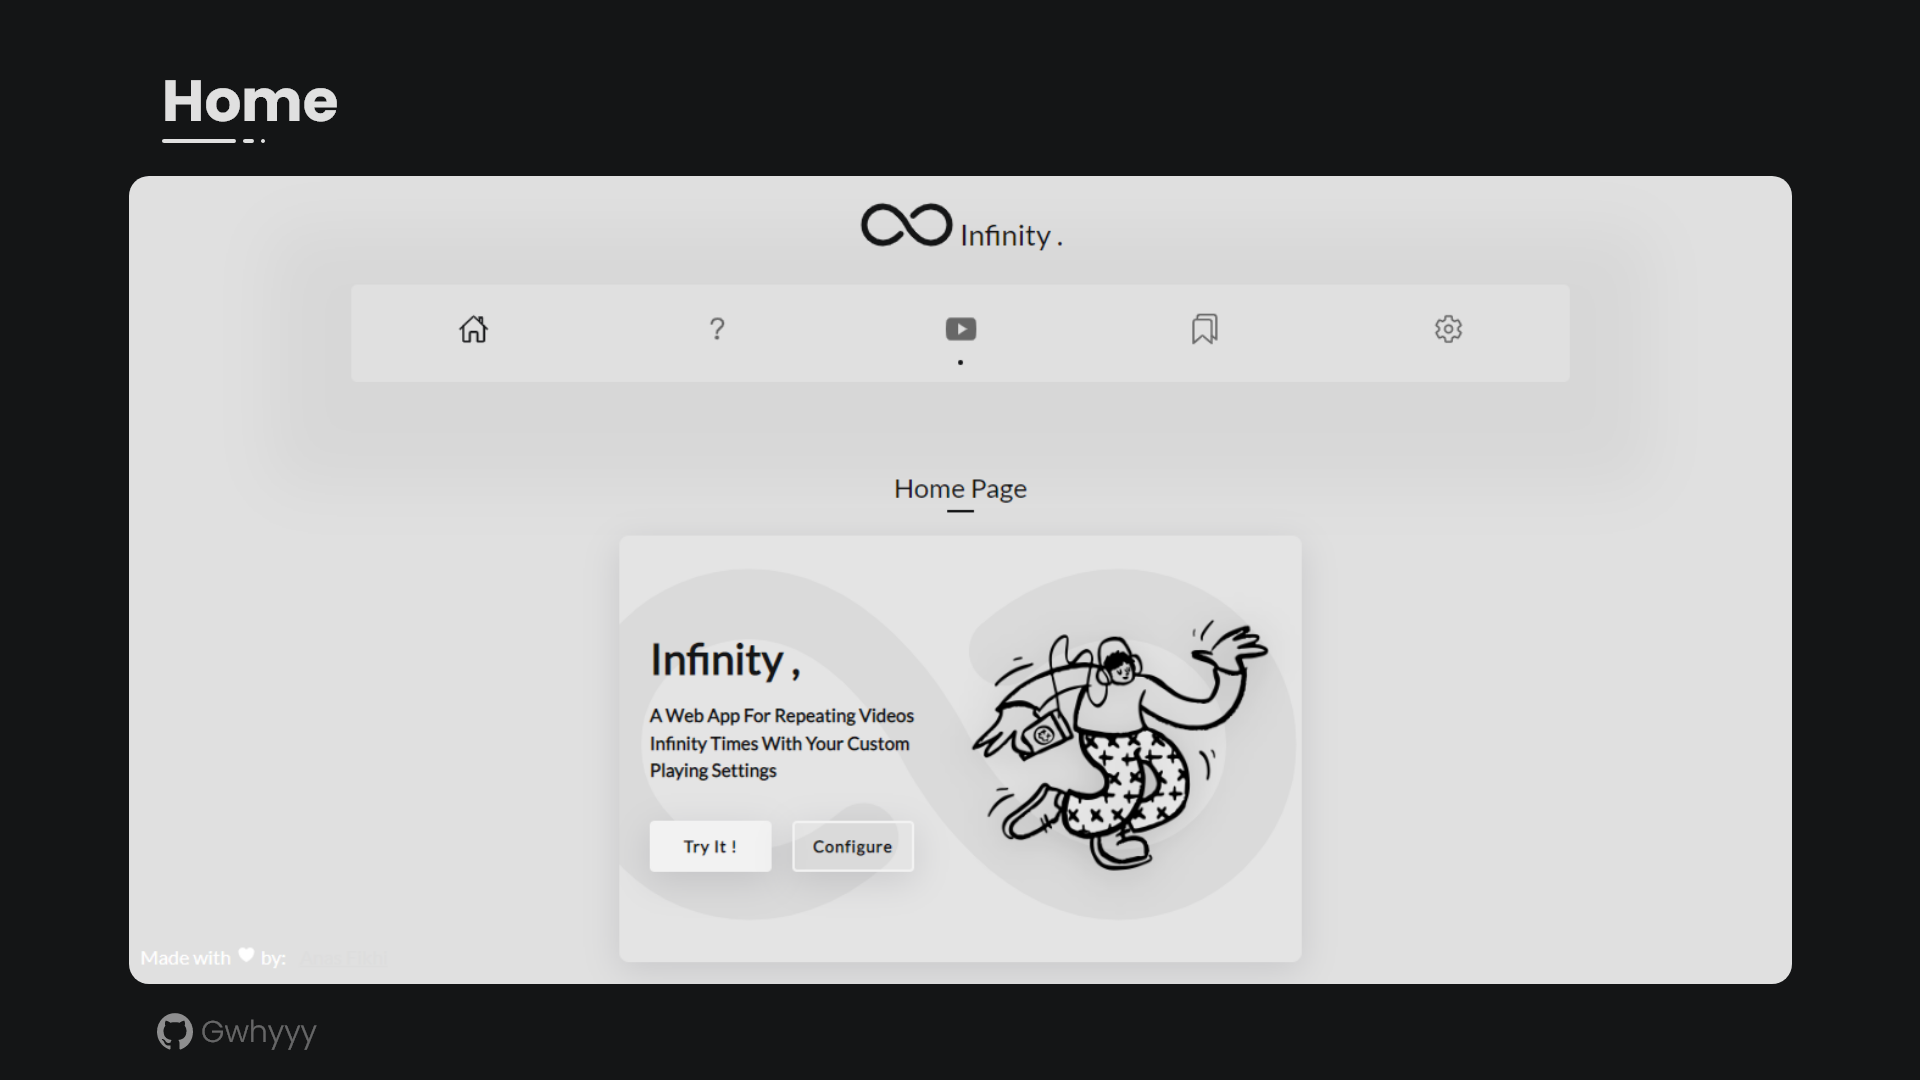 Home
Infinity .
?
Home Page
Infinity ,
A Web App For Repeating Videos
Infinity Times With Your Custom
Playing Settings
Try It !
Configure
Made with by:
Gwhyyy